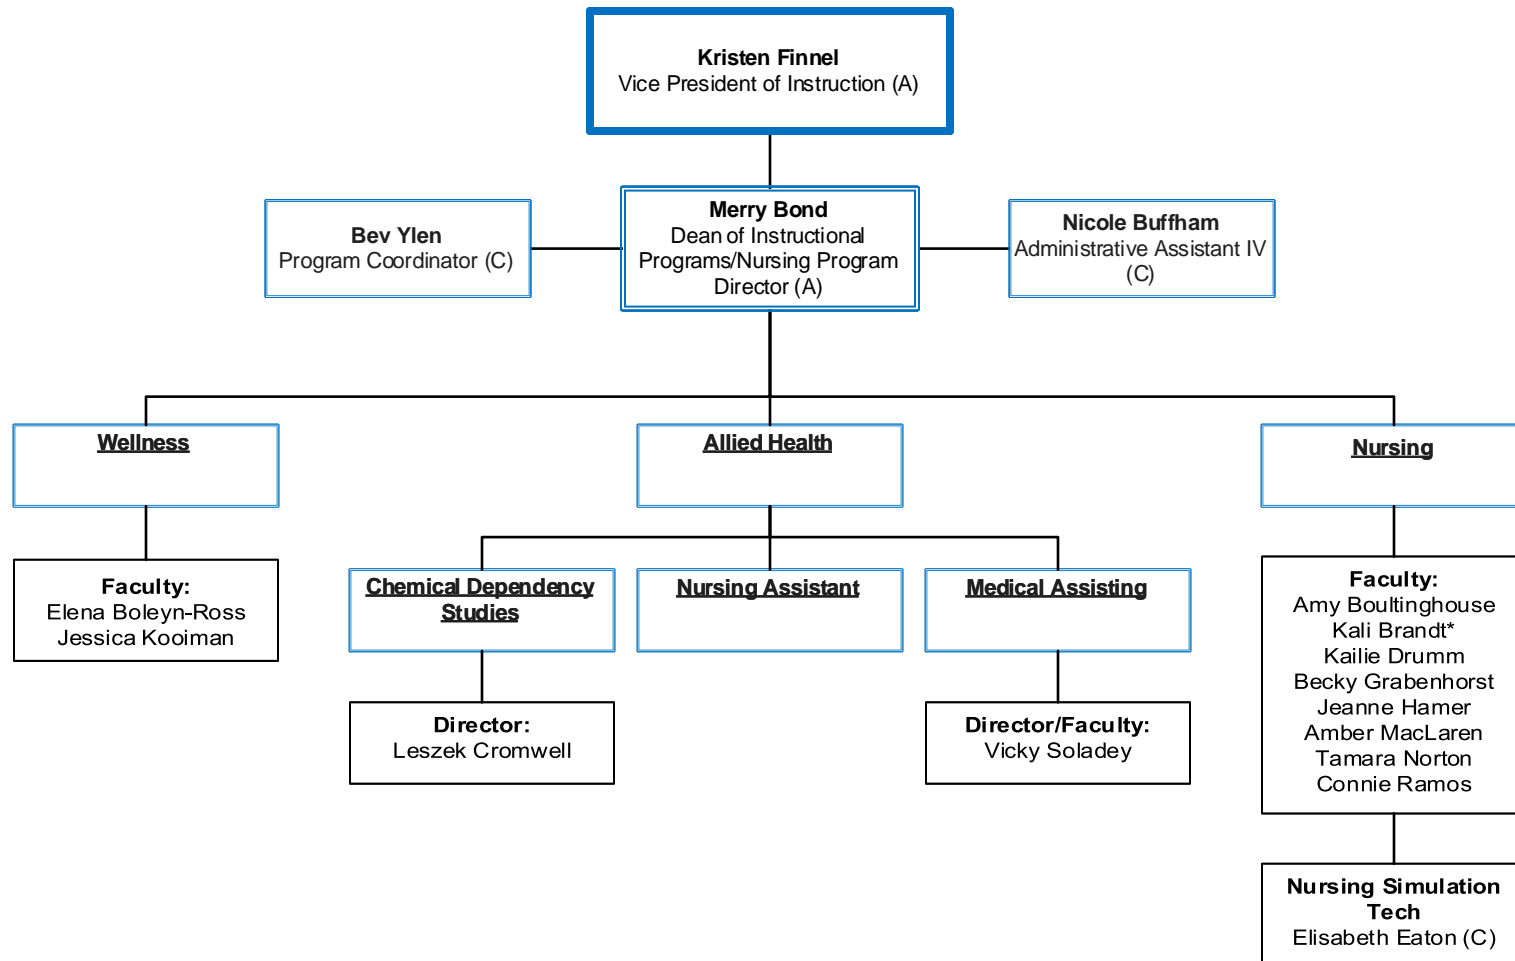 Kristen Finnel
Vice President of Instruction (A)
Bev Ylen
Program Coordinator (C)
Merry Bond
Dean of Instructional
Programs/Nursing Program
Director (A)
Nicole Buffham
Administrative Assistant IV
(C)
Wellness
Allied Health
Nursing
Faculty:
Elena Boleyn-Ross
Jessica Kooiman
Chemical Dependency
Studies
Nursing Assistant
Medical Assisting
Director:
Leszek Cromwell
Director/Faculty:
Vicky Soladey
Faculty:
Amy Boultinghouse
Kali Brandt*
Kailie Drumm
Becky Grabenhorst
Jeanne Hamer
Amber MacLaren
Tamara Norton
Connie Ramos
Nursing Simulation
Tech
Elisabeth Eaton (C)